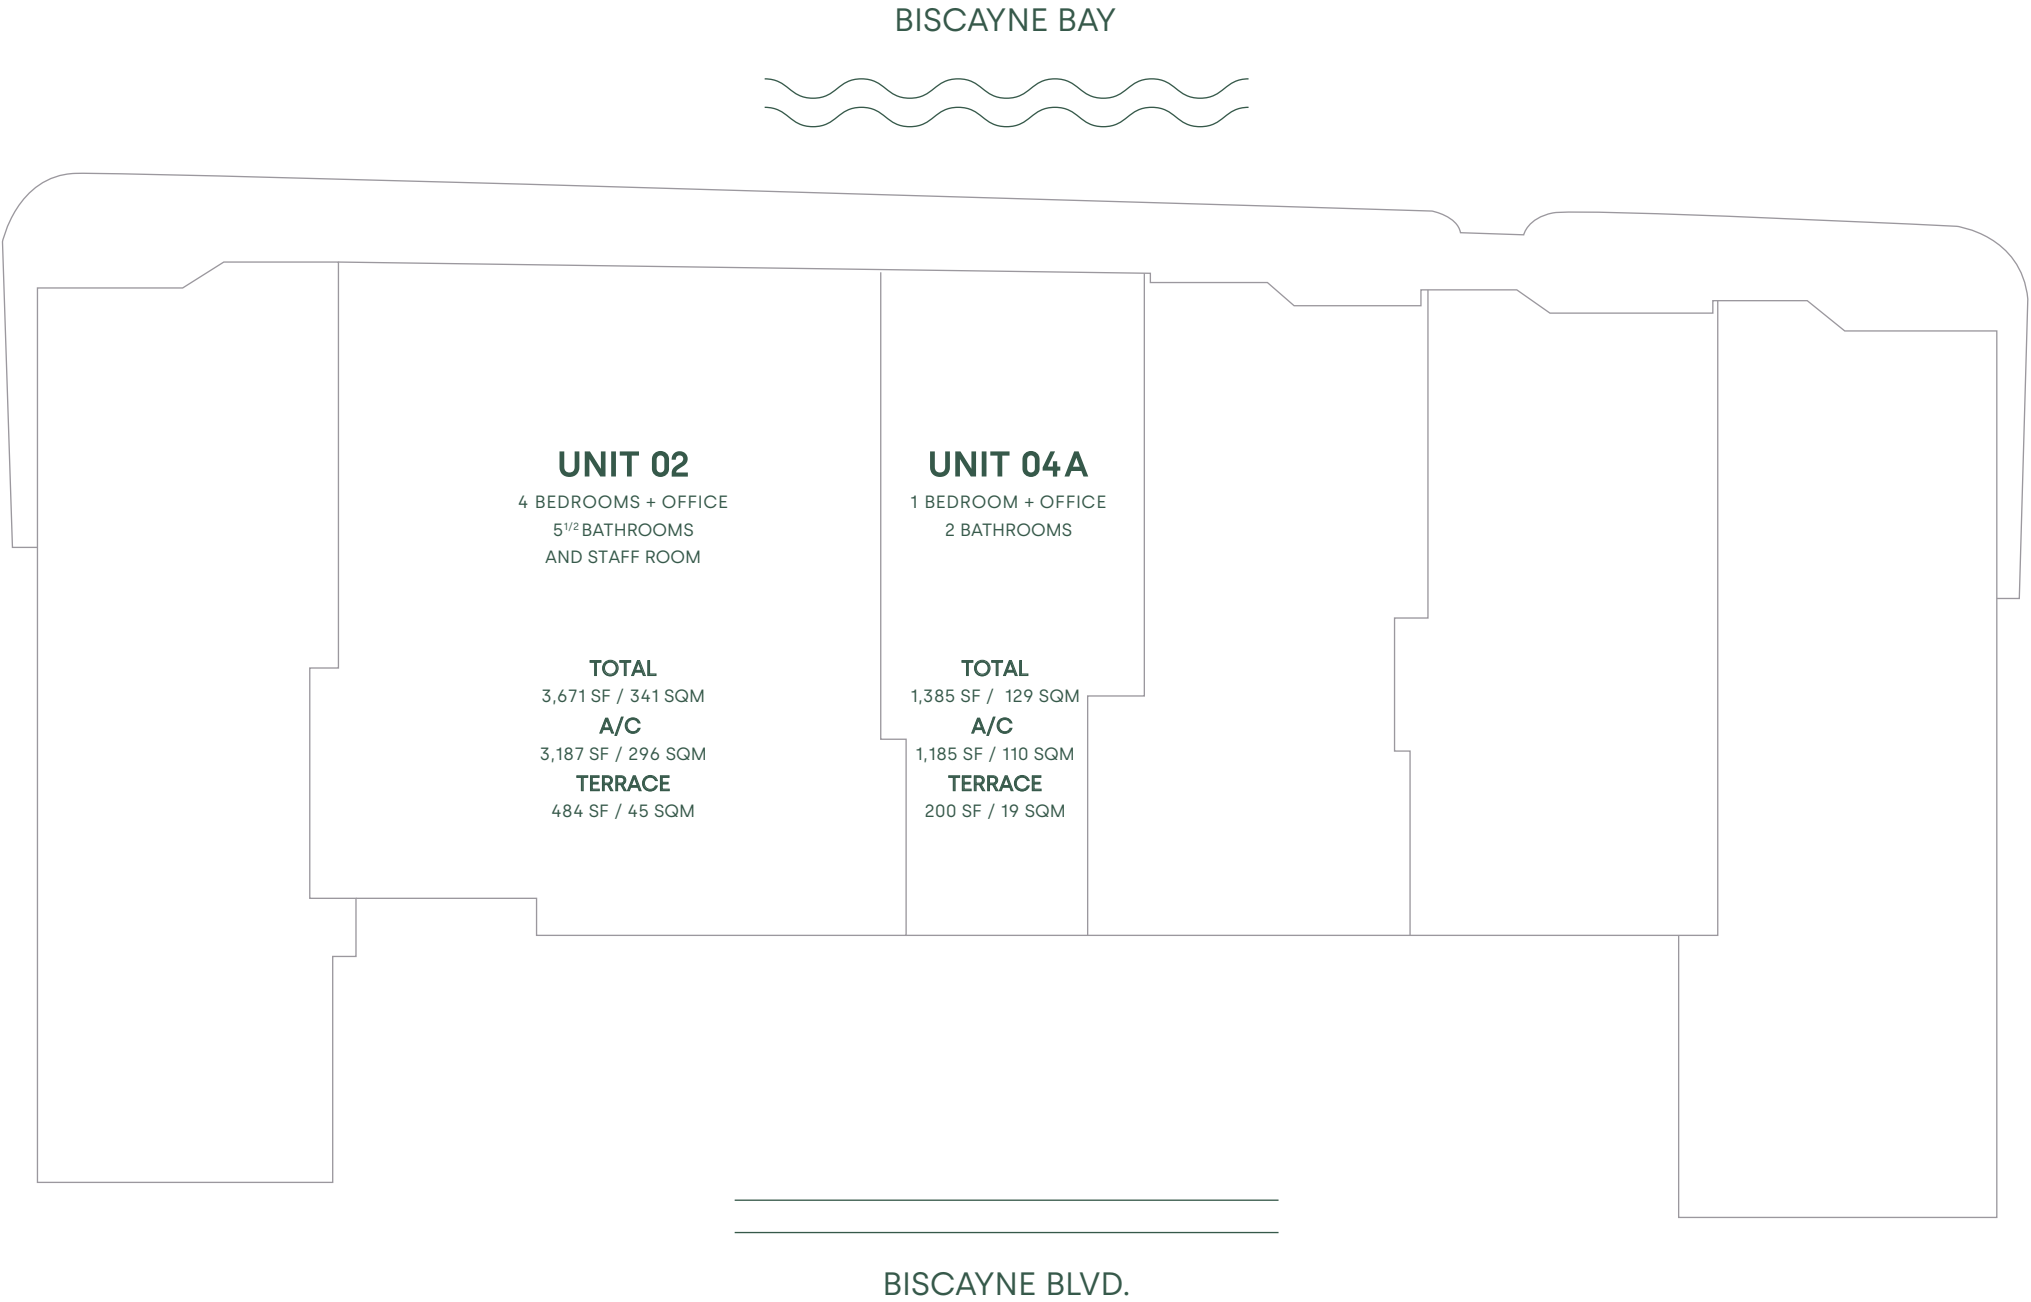 BISCAYNE BAY
UNIT 02
4 BEDROOMS + OFFICE
5 1/2 BATHROOMS
AND STAFF ROOM
TOTAL
3,671 SF / 341 SQM
A/C
3,187 SF / 296 SQM
TERRACE
484 SF / 45 SQM
UNIT 04A
1 BEDROOM + OFFICE
2 BATHROOMS
TOTAL
1,385 SF / 129 SQM
A/C
1,185 SF / 110 SQM
TERRACE
200 SF / 19 SQM
BISCAYNE BLVD.